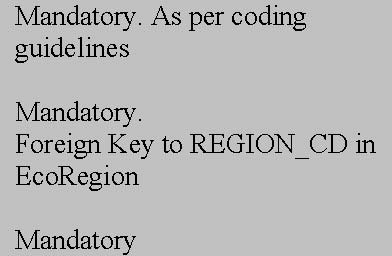 Mandatory. As per coding
guidelines
Mandatory.
Foreign Key to REGION_CD in
EcoRegion
Mandatory